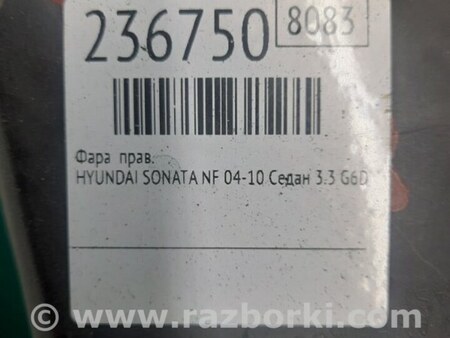 236750 8083
Фара прав.
HYUNDAI SONATA NF 04-10 Седан 3.3 G6D
www.razborki.com